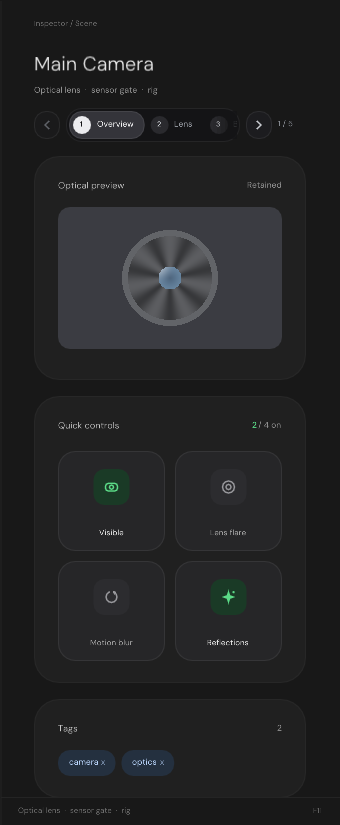 Inspector / Scene
Main Camera
Optical lens · sensor gate · rig
1 Overview 2 Lens 3 1 / 5
Optical preview Retained
Quick controls 2 / 4 on
Visible Lens flare
Motion blur Reflections
Tags 2
camera x optics x
Optical lens · sensor gate · rig